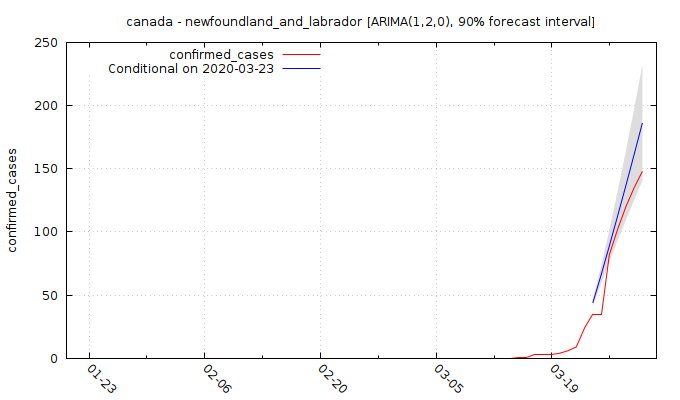 canada - newfoundland_and_labrador [ARIMA(1,2,0), 90% forecast interval]
confirmed_cases
Conditional on 2020-03-23
confirmed_cases
250
200
150
100
50
0
01-23
02-06
02-20
03-05
03-19